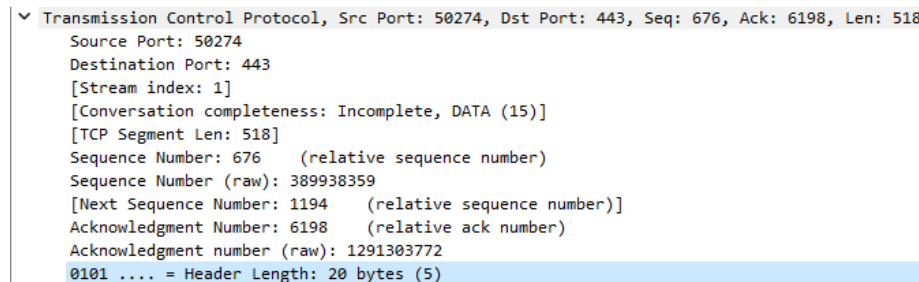 Transmission Control Protocol, Src Port: 50274, Dst Port: 443, Seq: 676, Ack: 6198, Len: 518
Source Port: 50274
Destination Port: 443
[Stream index: 1]
[Conversation completeness: Incomplete, DATA (15)]
[TCP Segment Len: 518]
Sequence Number: 676    (relative sequence number)
Sequence Number (raw): 389938359
[Next Sequence Number: 1194    (relative sequence number)]
Acknowledgment Number: 6198    (relative ack number)
Acknowledgment number (raw): 1291303772
0101 .... = Header Length: 20 bytes (5)